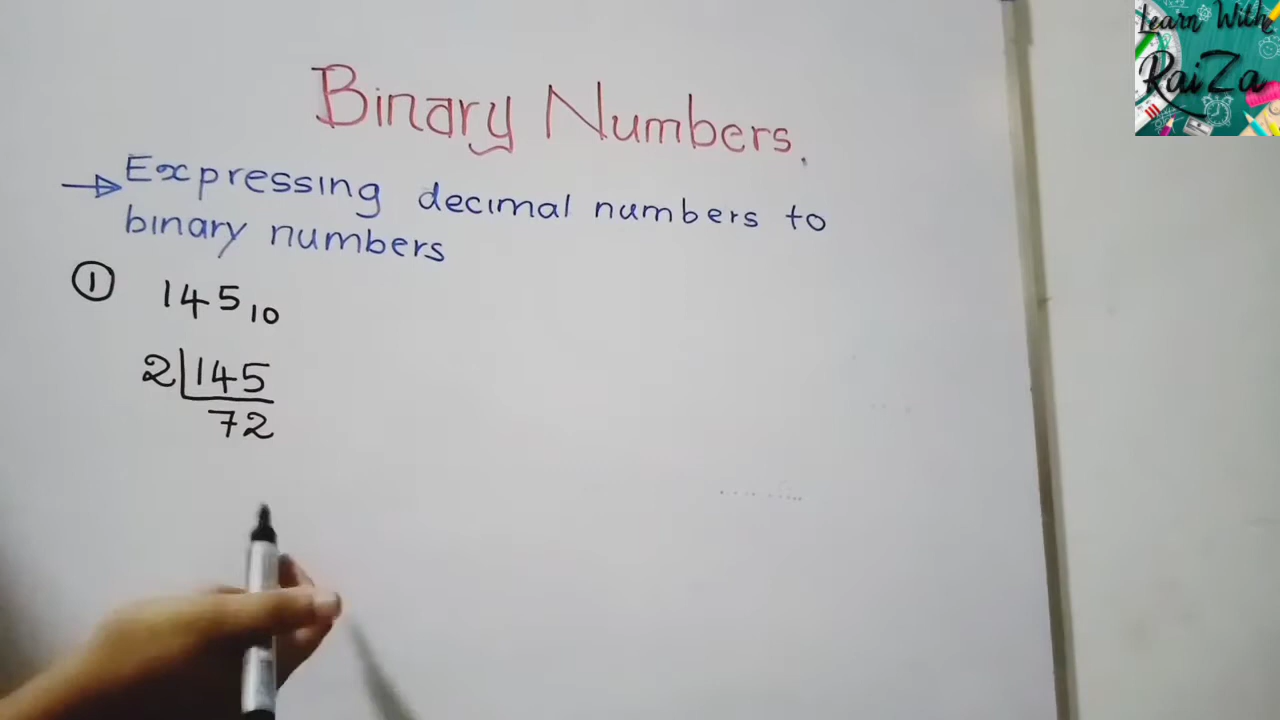 Learn With
RaiZa
Binary Numbers.
Expressing decimal numbers to
binary numbers
① 145₁₀
2|145
72